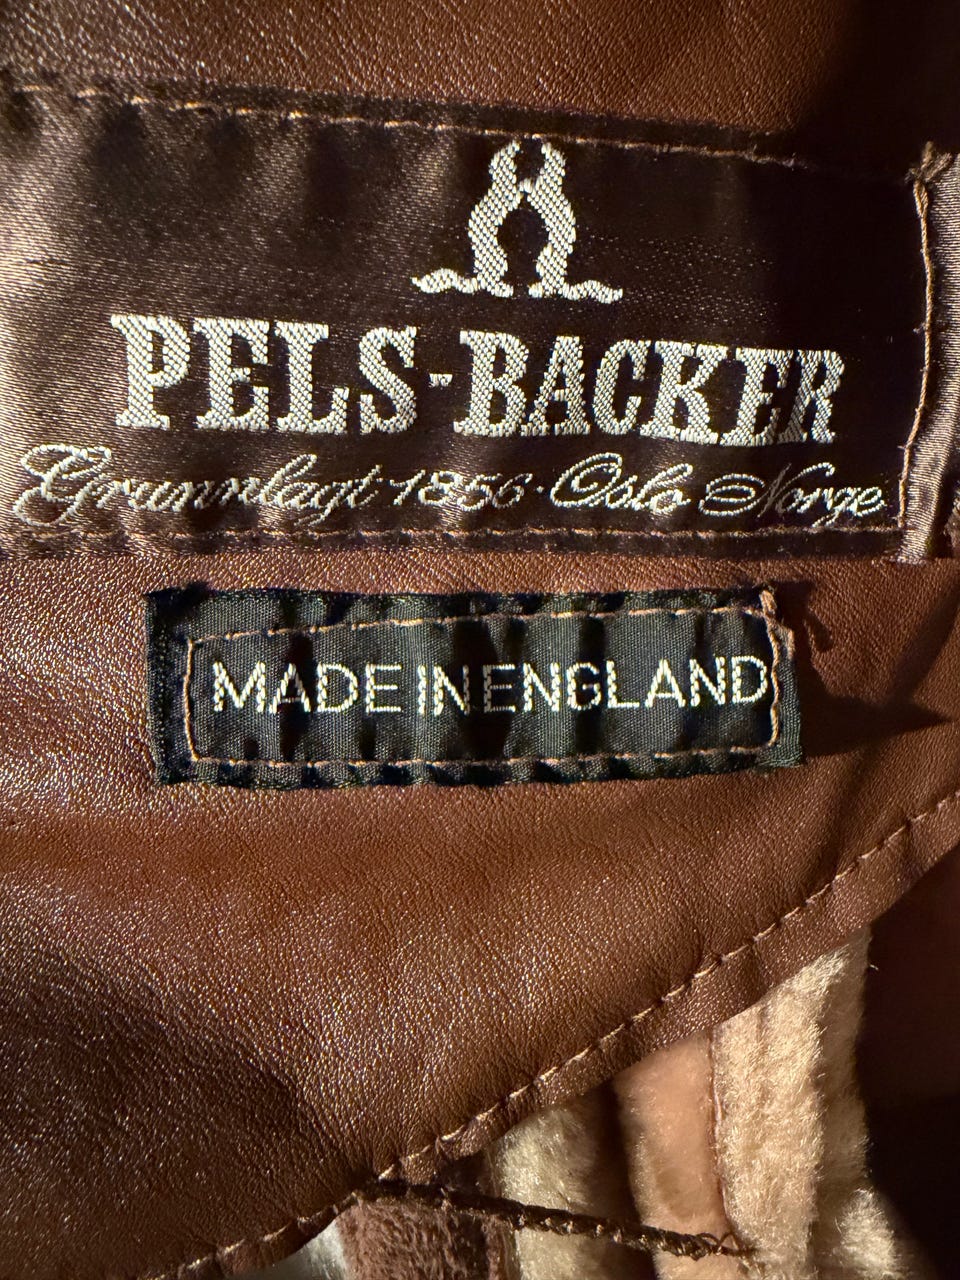 PELS-BACKER
Grunnlagt·1856·Oslo Norge
MADE IN ENGLAND